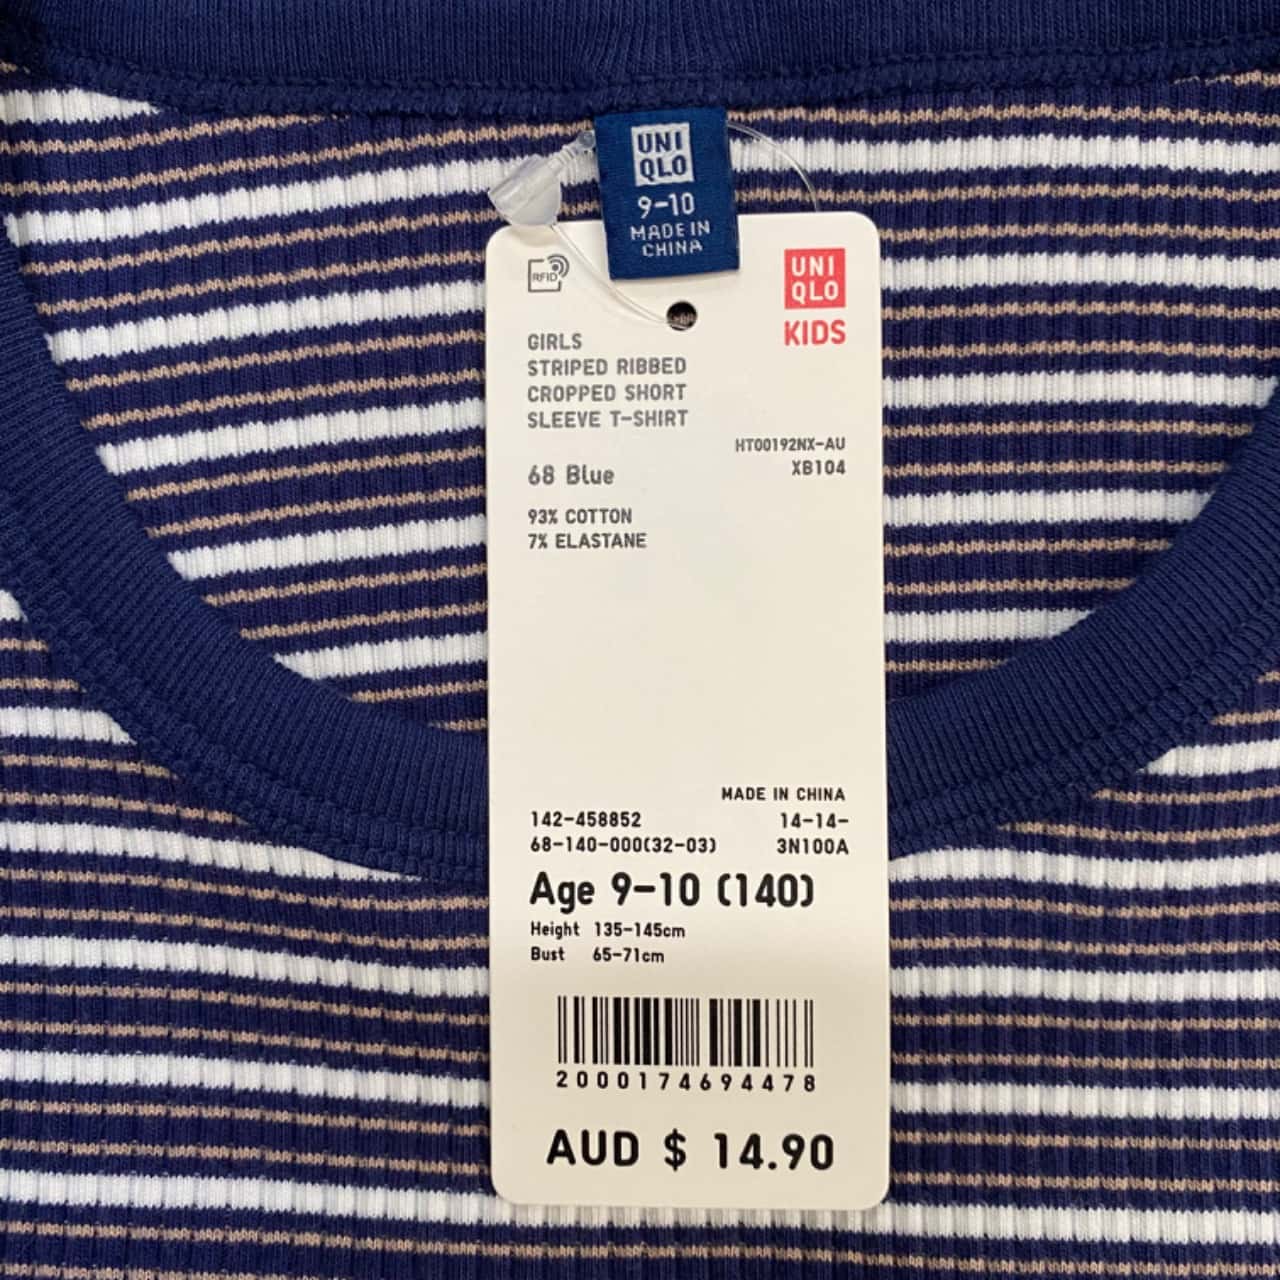 UNI
QLO
9-10
MADE IN
CHINA
RFID
UNI
QLO
KIDS
GIRLS
STRIPED RIBBED
CROPPED SHORT
SLEEVE T-SHIRT
HT00192NX-AU
XB104
68 Blue
93% COTTON
7% ELASTANE
MADE IN CHINA
142-458852 14-14-
68-140-000(32-03) 3N100A
Age 9-10 (140)
Height 135-145cm
Bust 65-71cm
2000174694478
AUD $ 14.90